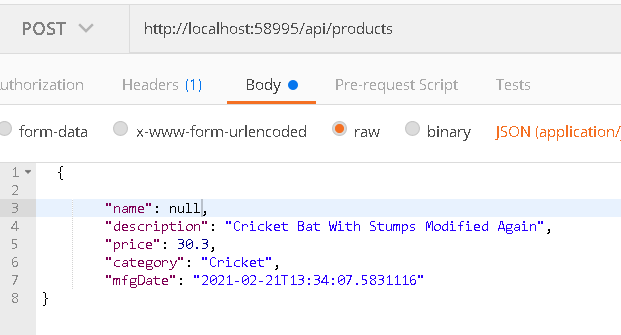 POST http://localhost:58995/api/products
uthorization Headers (1) Body Pre-request Script Tests
form-data x-www-form-urlencoded raw binary JSON (application/
1 {
2
3 "name": null,
4 "description": "Cricket Bat With Stumps Modified Again",
5 "price": 30.3,
6 "category": "Cricket",
7 "mfgDate": "2021-02-21T13:34:07.5831116"
8 }